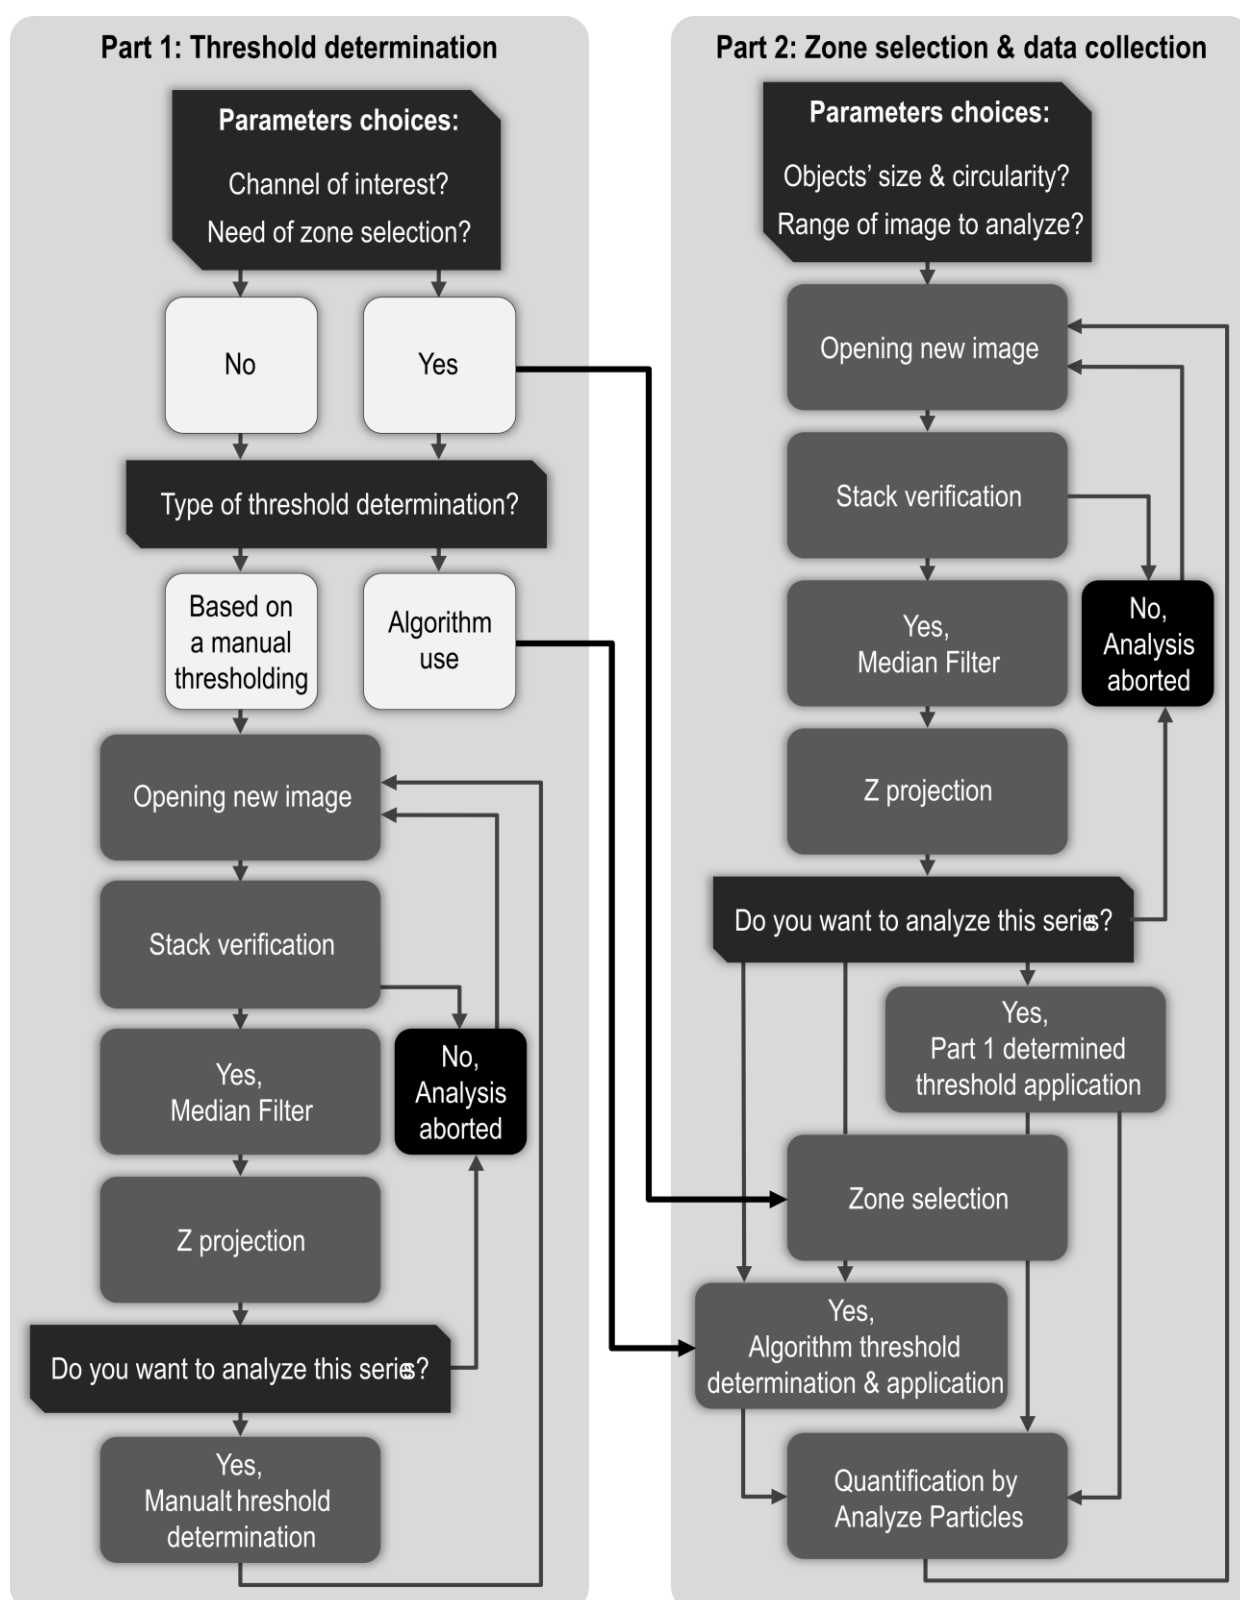 Part 1: Threshold determination
Parameters choices:
Channel of interest?
Need of zone selection?
No
Yes
Type of threshold determination?
Based on
a manual
thresholding
Algorithm
use
Opening new image
Stack verification
Yes,
Median Filter
No,
Analysis
aborted
Z projection
Do you want to analyze this series?
Yes,
Manualt hreshold
determination
Part 2: Zone selection & data collection
Parameters choices:
Objects’ size & circularity?
Range of image to analyze?
Opening new image
Stack verification
Yes,
Median Filter
No,
Analysis
aborted
Z projection
Do you want to analyze this series?
Yes,
Part 1 determined
threshold application
Zone selection
Yes,
Algorithm threshold
determination & application
Quantification by
Analyze Particles